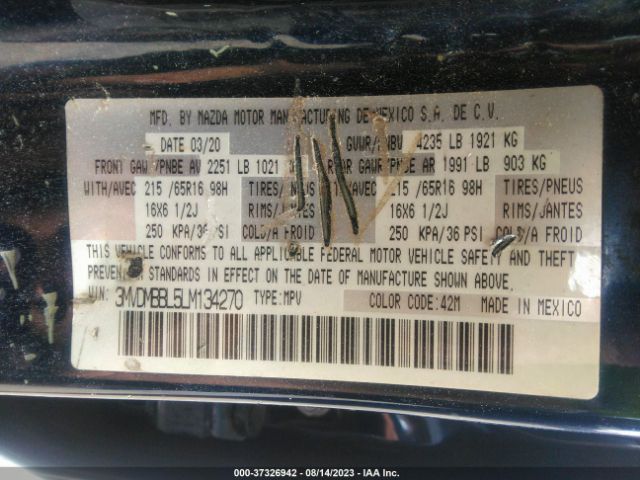 MFD. BY MAZDA MOTOR MANUFACTURING DE MEXICO S.A. DE C.V.
DATE 03/20 GVWR/PNBV 4235 LB 1921 KG
FRONT GAWR/PNBE AV 2251 LB 1021 REAR GAWR/PNBE AR 1991 LB 903 KG
WITH/AVEC 215 /65R16 98H TIRES/PNEUS 215 /65R16 98H TIRES/PNEUS
16X6 1/2J RIMS/JANTES 16X6 1/2J RIMS/JANTES
250 KPA/36 PSI COLD/A FROID 250 KPA/36 PSI COLD/A FROID
THIS VEHICLE CONFORMS TO ALL APPLICABLE FEDERAL MOTOR VEHICLE SAFETY AND THEFT
PREVENTION STANDARDS IN EFFECT ON THE DATE OF MANUFACTURE SHOWN ABOVE.
VIN: 3MVDMBBL5LM134270 TYPE:MPV COLOR CODE:42M MADE IN MEXICO
000-37326942 - 08/14/2023 - IAA Inc.